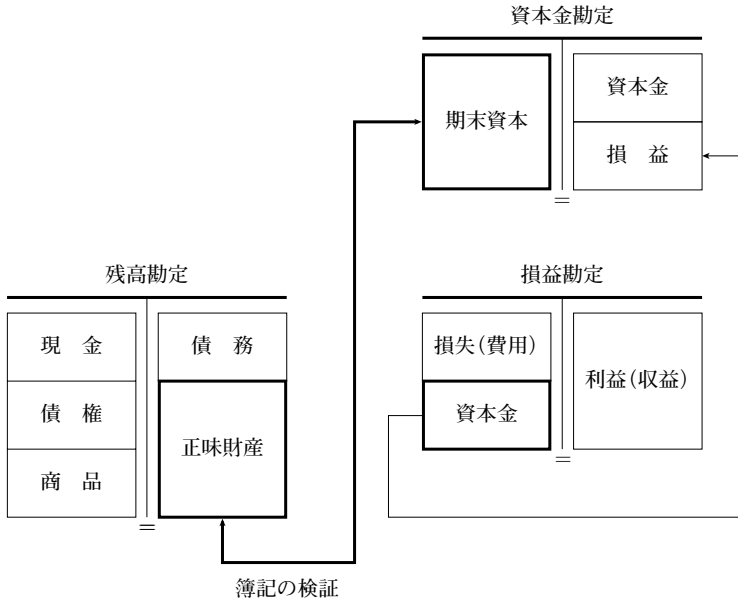 資本金勘定
期末資本
資本金
損　益
＝
残高勘定
現　金
債　権
商　品
債　務
正味財産
＝
損益勘定
損失(費用)
資本金
利益(収益)
＝
簿記の検証